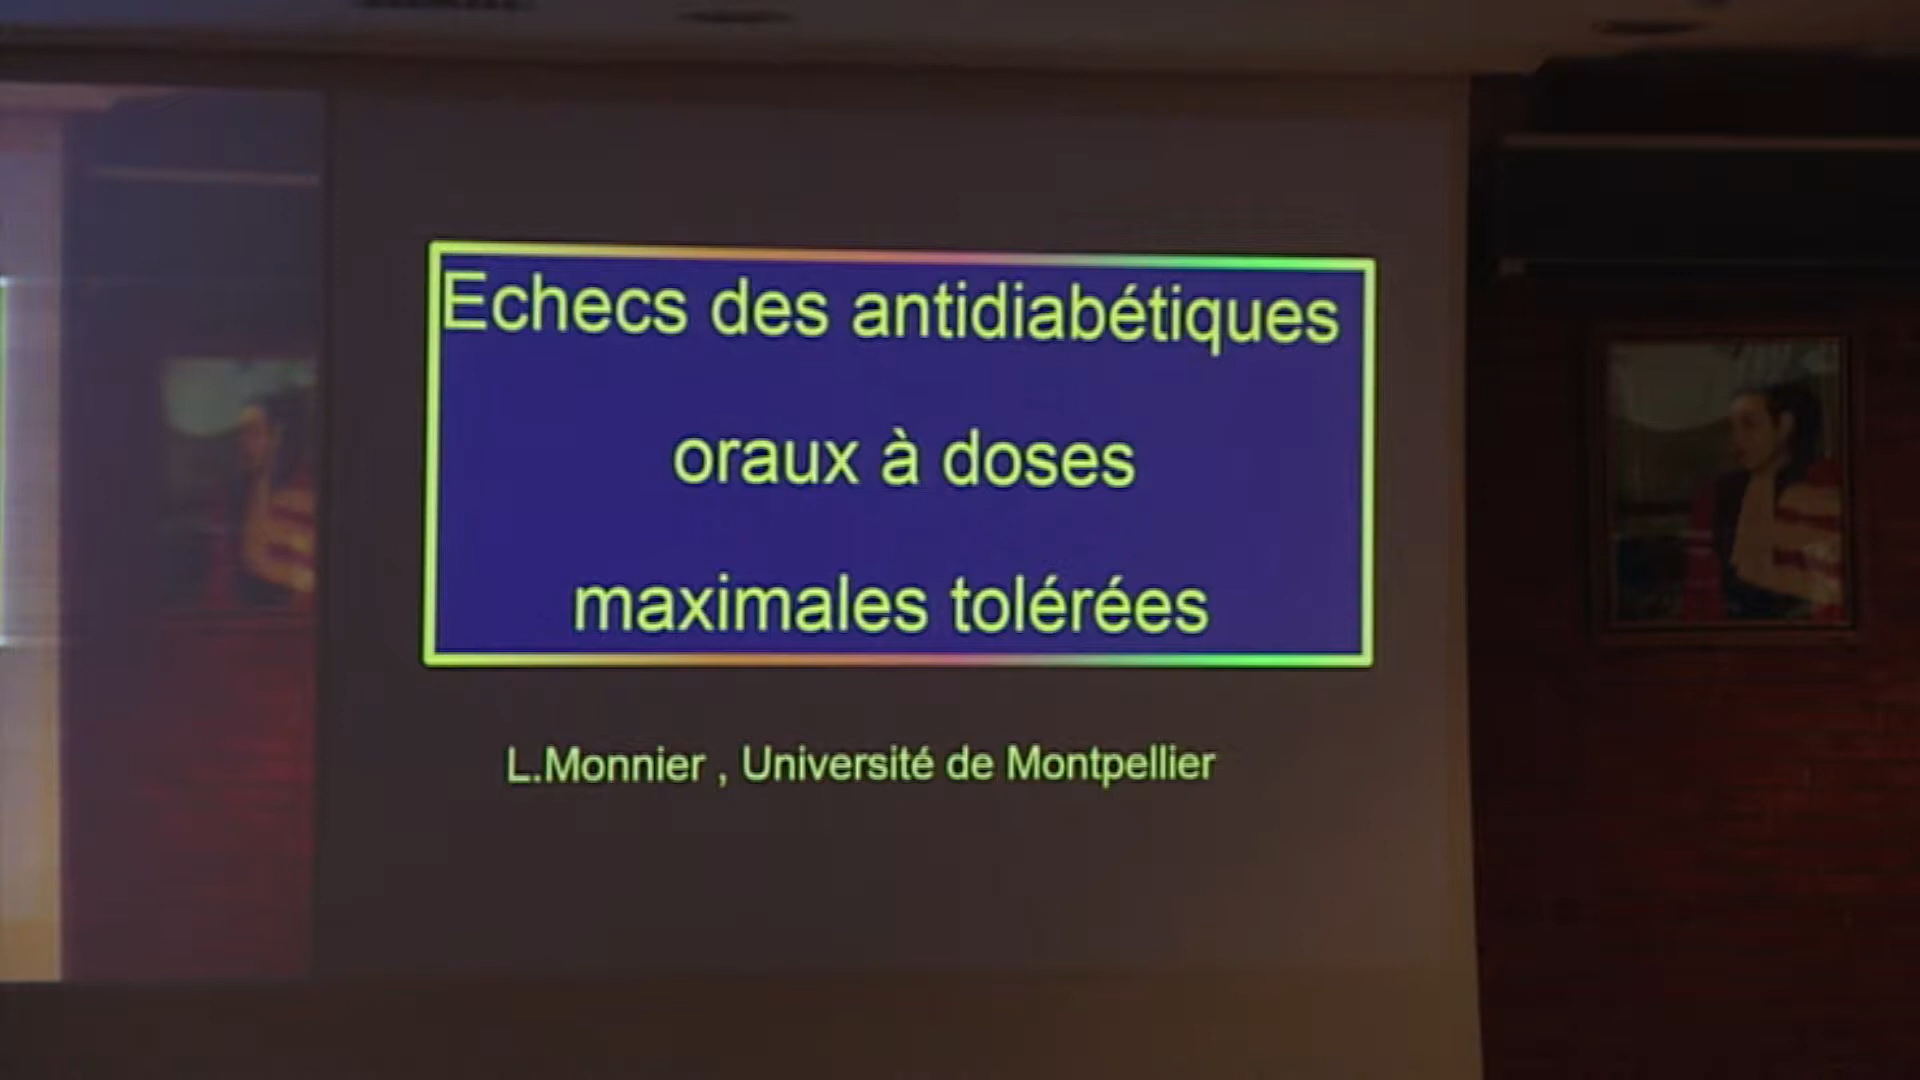 Echecs des antidiabétiques
oraux à doses
maximales tolérées
L.Monnier , Université de Montpellier